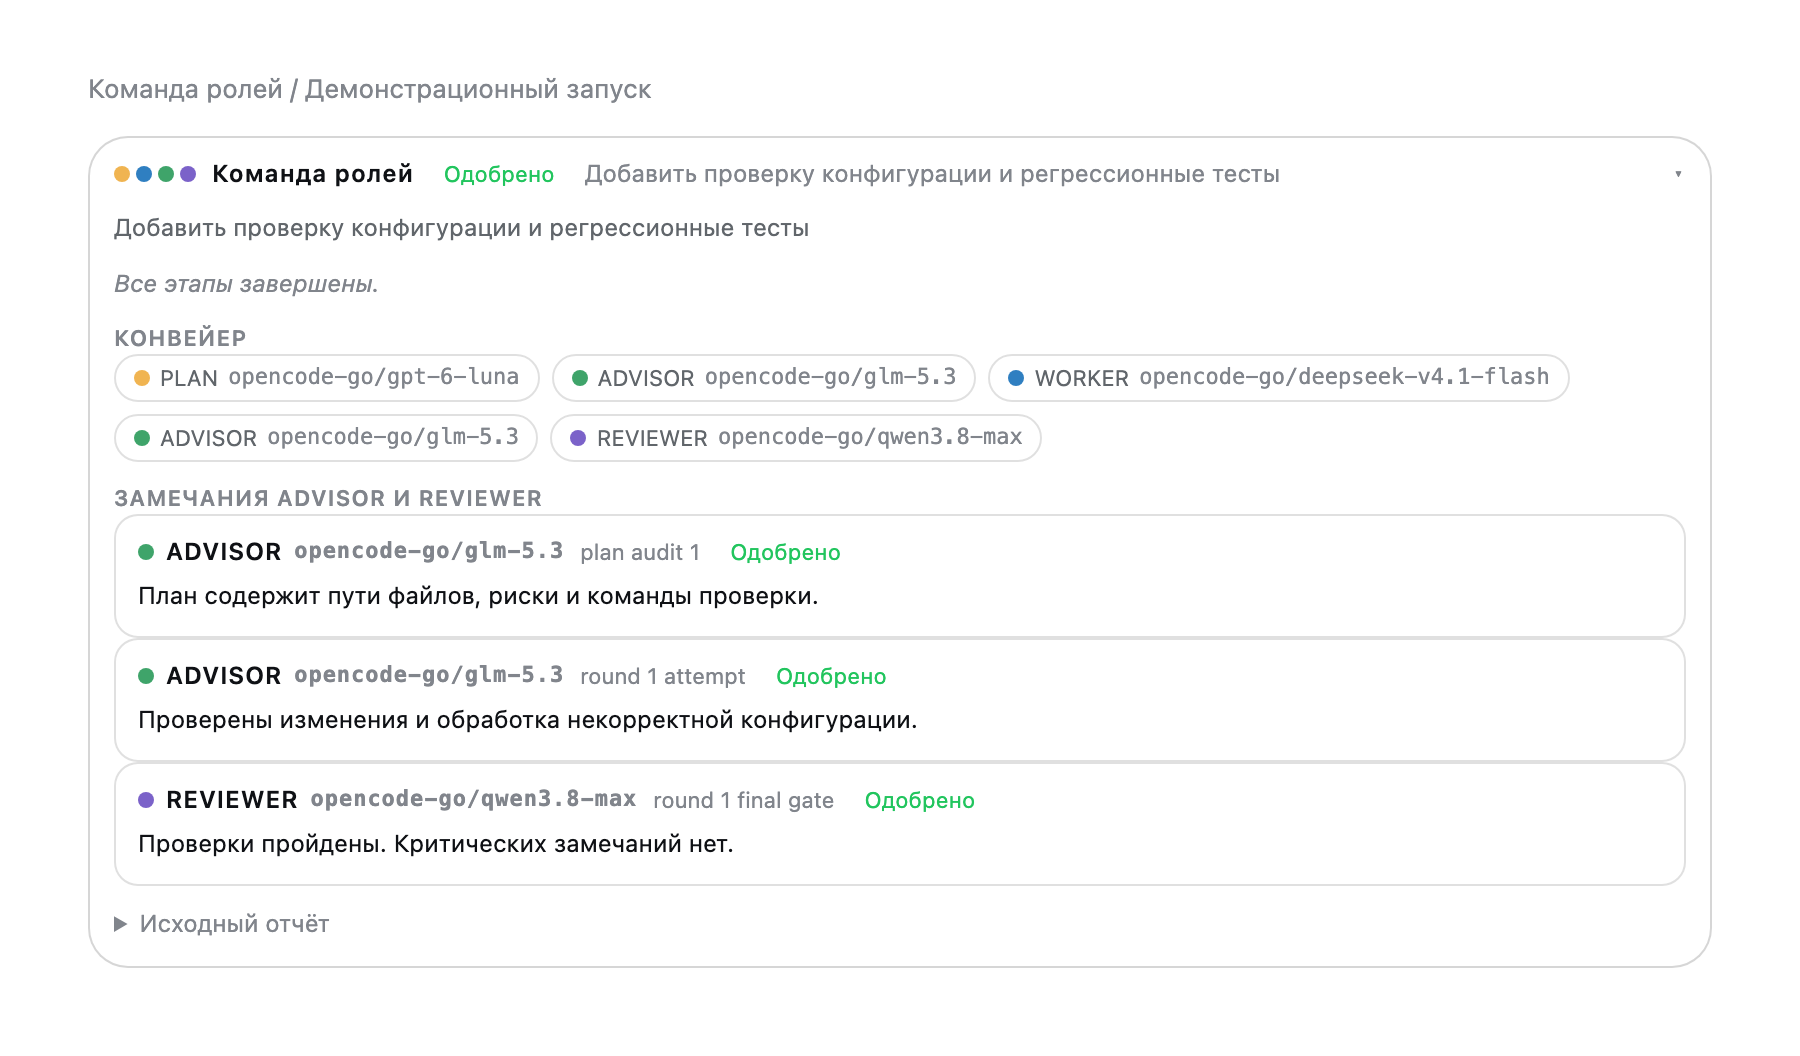 Команда ролей / Демонстрационный запуск
Команда ролей Одобрено Добавить проверку конфигурации и регрессионные тесты
Добавить проверку конфигурации и регрессионные тесты
Все этапы завершены.
КОНВЕЙЕР
PLAN opencode-go/gpt-6-luna ADVISOR opencode-go/glm-5.3 WORKER opencode-go/deepseek-v4.1-flash
ADVISOR opencode-go/glm-5.3 REVIEWER opencode-go/qwen3.8-max
ЗАМЕЧАНИЯ ADVISOR И REVIEWER
ADVISOR opencode-go/glm-5.3 plan audit 1 Одобрено
План содержит пути файлов, риски и команды проверки.
ADVISOR opencode-go/glm-5.3 round 1 attempt Одобрено
Проверены изменения и обработка некорректной конфигурации.
REVIEWER opencode-go/qwen3.8-max round 1 final gate Одобрено
Проверки пройдены. Критических замечаний нет.
Исходный отчёт